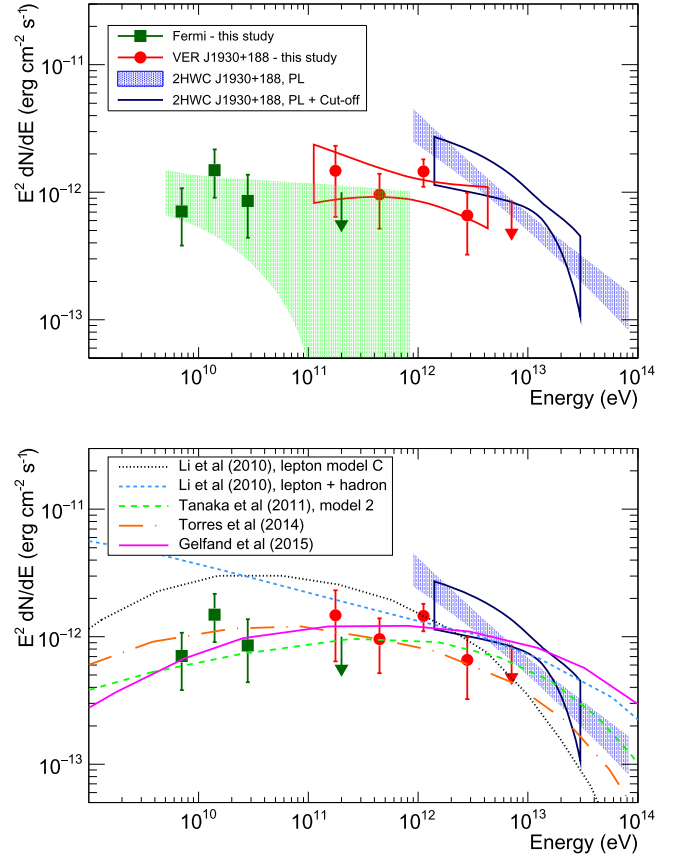 E² dN/dE (erg cm⁻² s⁻¹)
10⁻¹¹
10⁻¹²
10⁻¹³
Fermi - this study
VER J1930+188 - this study
2HWC J1930+188, PL
2HWC J1930+188, PL + Cut-off
10¹⁰ 10¹¹ 10¹² 10¹³ 10¹⁴
Energy (eV)
E² dN/dE (erg cm⁻² s⁻¹)
10⁻¹¹
10⁻¹²
10⁻¹³
Li et al (2010), lepton model C
Li et al (2010), lepton + hadron
Tanaka et al (2011), model 2
Torres et al (2014)
Gelfand et al (2015)
10¹⁰ 10¹¹ 10¹² 10¹³ 10¹⁴
Energy (eV)